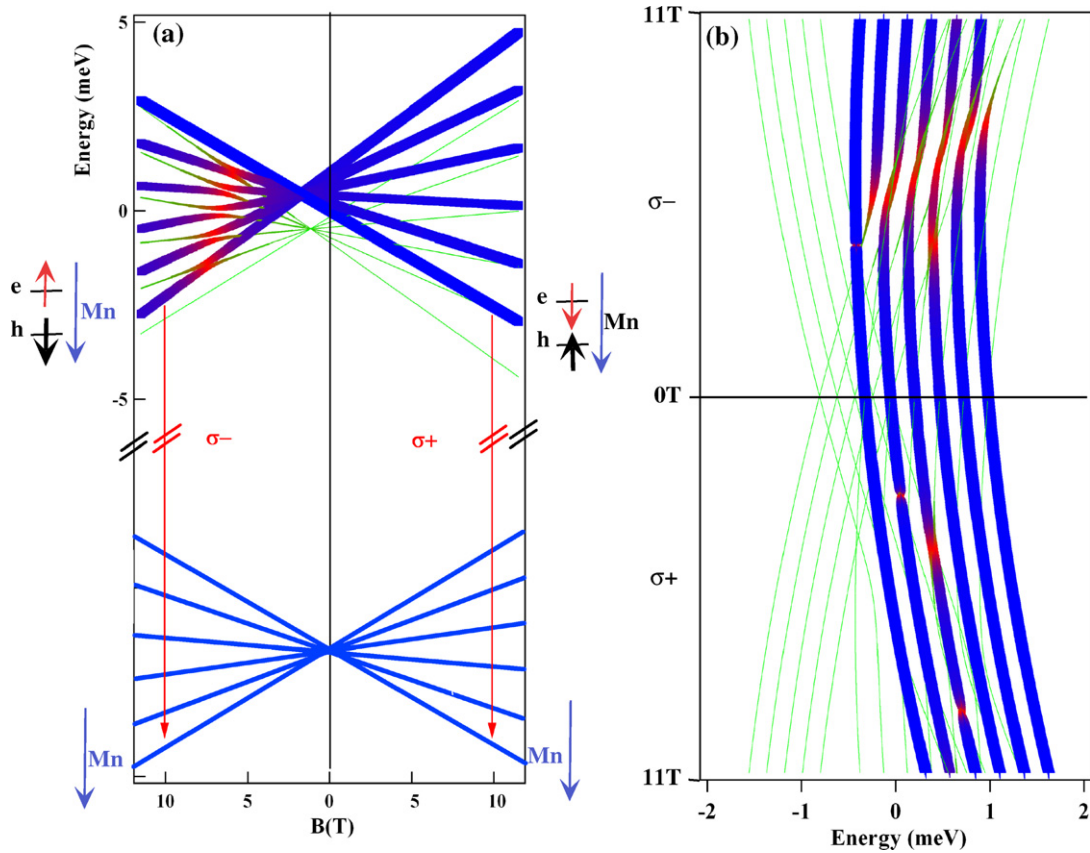 (a)
5
Energy (meV)
0
-5
e
h
Mn
e
h
Mn
σ−
σ+
Mn
Mn
10
5
0
5
10
B(T)
(b)
11T
σ−
0T
σ+
11T
-2
-1
0
1
2
Energy (meV)